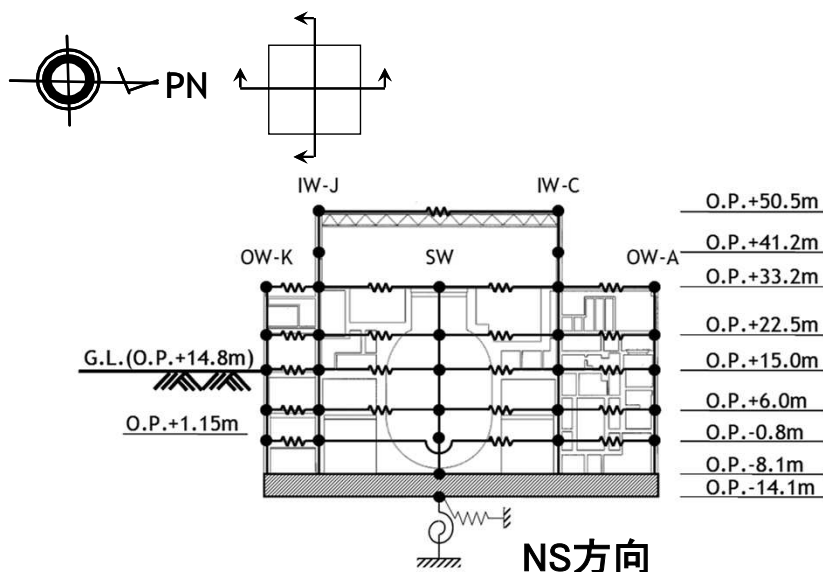 PN
IW-J
IW-C
O.P.+50.5m
O.P.+41.2m
OW-K
SW
OW-A
O.P.+33.2m
O.P.+22.5m
G.L.(O.P.+14.8m)
O.P.+15.0m
O.P.+1.15m
O.P.+6.0m
O.P.-0.8m
O.P.-8.1m
O.P.-14.1m
NS方向